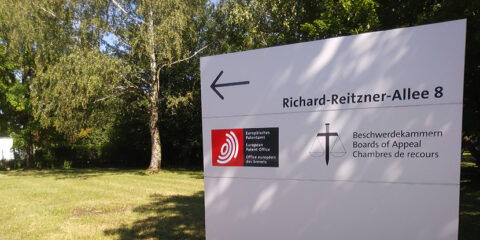 Richard-Reitzner-Allee 8
Europäisches
Patentamt
European
Patent Office
Office européen
des brevets
Beschwerdekammern
Boards of Appeal
Chambres de recours